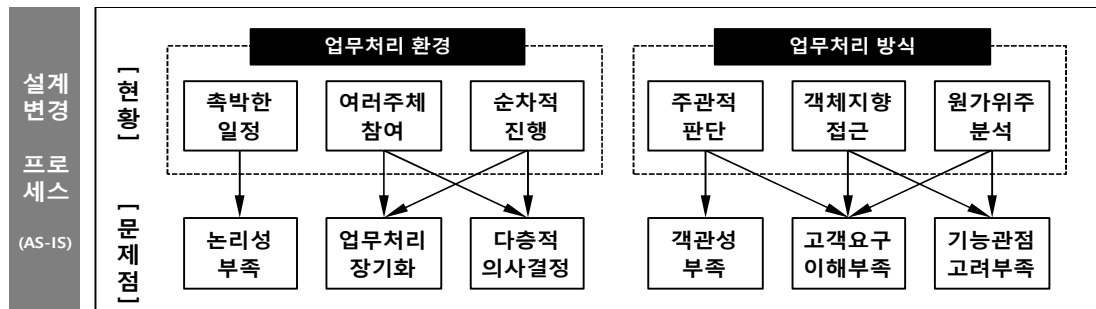 설계
변경
프로
세스
(AS-IS)
[현황]
업무처리 환경
촉박한
일정
여러주체
참여
순차적
진행
업무처리 방식
주관적
판단
객체지향
접근
원가위주
분석
[문제점]
논리성
부족
업무처리
장기화
다층적
의사결정
객관성
부족
고객요구
이해부족
기능관점
고려부족